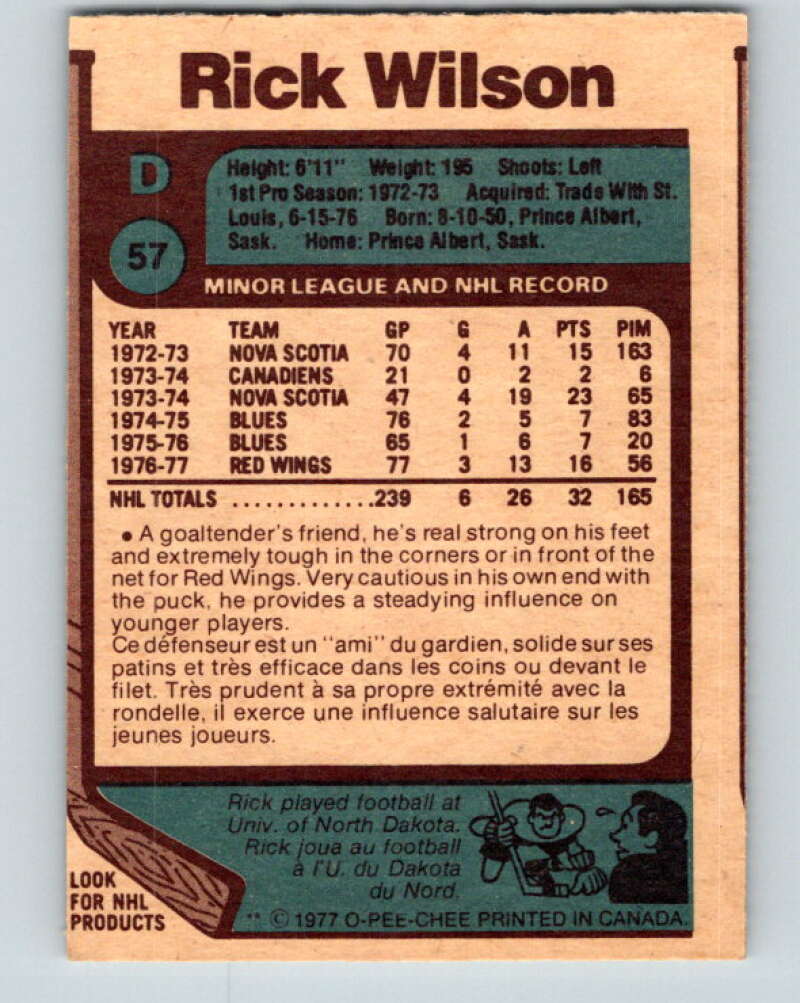 Rick Wilson
D
57
Height: 6'11" Weight: 195 Shoots: Left
1st Pro Season: 1972-73 Acquired: Trade With St.
Louis, 6-15-76 Born: 8-10-50, Prince Albert,
Sask. Home: Prince Albert, Sask.
MINOR LEAGUE AND NHL RECORD
YEAR TEAM GP G A PTS PIM
1972-73 NOVA SCOTIA 70 4 11 15 163
1973-74 CANADIENS 21 0 2 2 6
1973-74 NOVA SCOTIA 47 4 19 23 65
1974-75 BLUES 76 2 5 7 83
1975-76 BLUES 65 1 6 7 20
1976-77 RED WINGS 77 3 13 16 56
NHL TOTALS ..............239 6 26 32 165
• A goaltender's friend, he's real strong on his feet
and extremely tough in the corners or in front of the
net for Red Wings. Very cautious in his own end with
the puck, he provides a steadying influence on
younger players.
Ce défenseur est un "ami" du gardien, solide sur ses
patins et très efficace dans les coins ou devant le
filet. Très prudent à sa propre extrémité avec la
rondelle, il exerce une influence salutaire sur les
jeunes joueurs.
Rick played football at
Univ. of North Dakota.
Rick joua au football
à l'U. du Dakota
du Nord.
LOOK
FOR NHL
PRODUCTS
** © 1977 O-PEE-CHEE PRINTED IN CANADA.